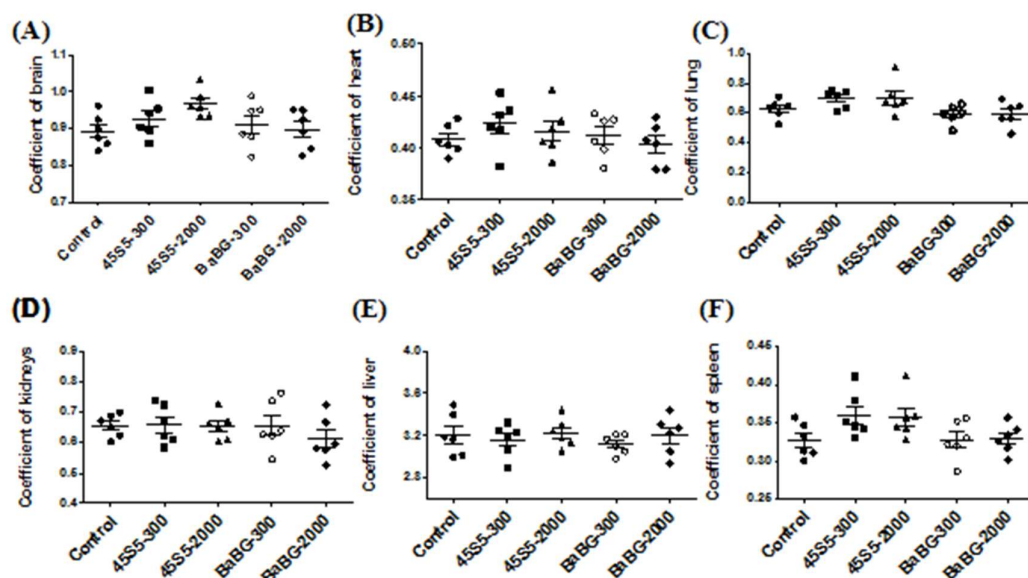 (A)
Coefficient of brain
1.1
1.0
0.9
0.8
0.7
Control
45S5-300
45S5-2000
BaBG-300
BaBG-2000
(B)
Coefficient of heart
0.50
0.45
0.40
0.35
Control
45S5-300
45S5-2000
BaBG-300
BaBG-2000
(C)
Coefficient of lung
1.0
0.8
0.6
0.4
0.2
0.0
Control
45S5-300
45S5-2000
BaBG-300
BaBG-2000
(D)
Coefficient of kidneys
0.9
0.8
0.7
0.6
0.5
0.4
Control
45S5-300
45S5-2000
BaBG-300
BaBG-2000
(E)
Coefficient of liver
4.0
3.6
3.2
2.8
Control
45S5-300
45S5-2000
BaBG-300
BaBG-2000
(F)
Coefficient of spleen
0.45
0.40
0.35
0.30
0.25
Control
45S5-300
45S5-2000
BaBG-300
BaBG-2000